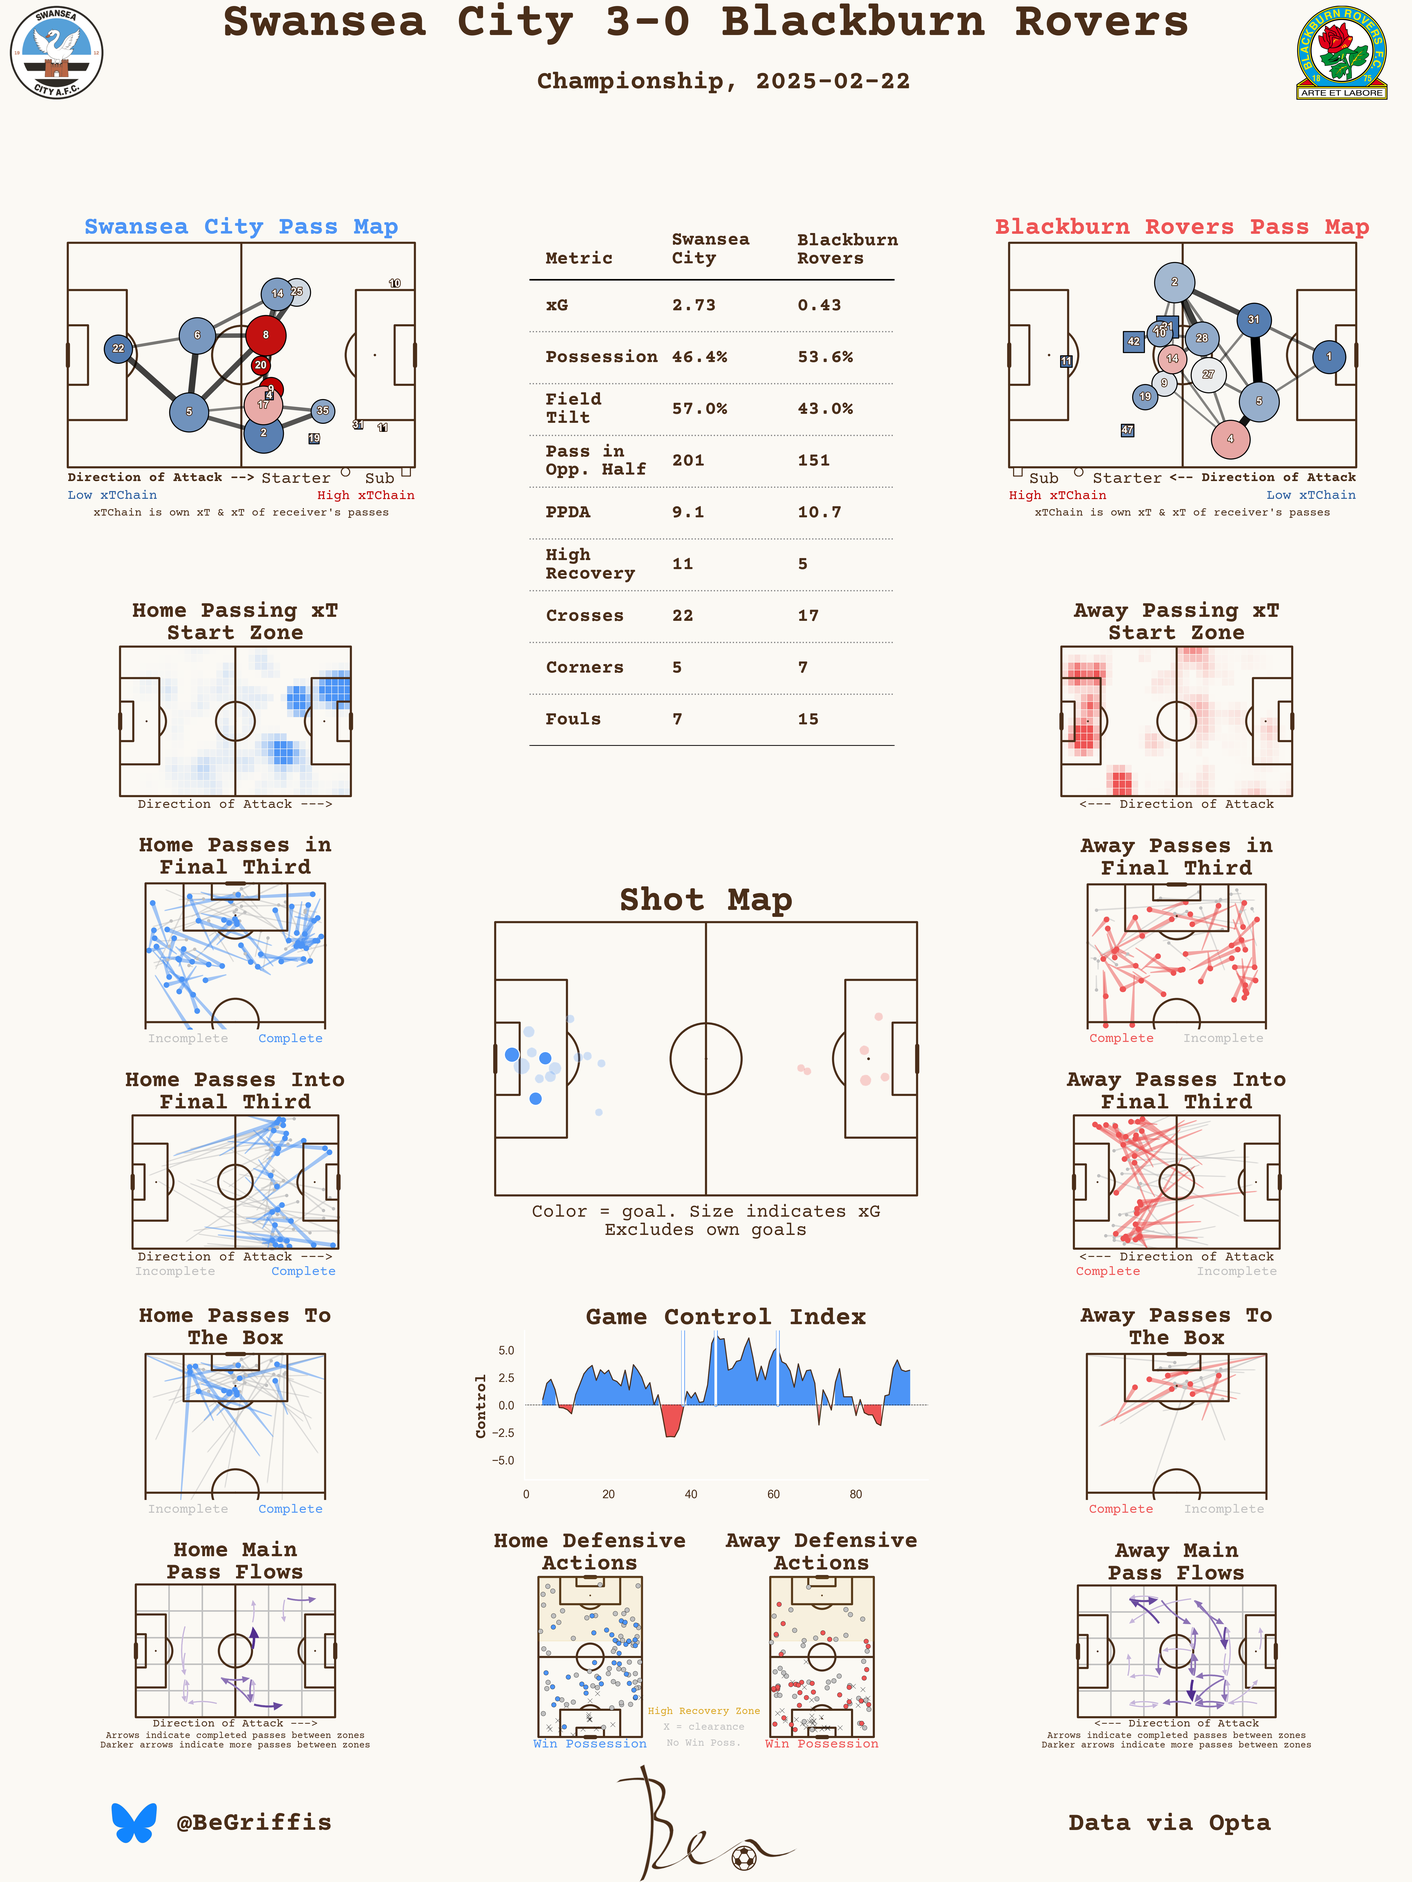 Swansea City 3-0 Blackburn Rovers
Championship, 2025-02-22
SWANSEA
CITY A.F.C.
BLACKBURN ROVERS F.C.
18 75
ARTE ET LABORE
Swansea City Pass Map
22
6
5
14
25
8
20
9
4
17
2
35
19
31
11
10
Direction of Attack --> Starter Sub
Low xTChain High xTChain
xTChain is own xT & xT of receiver's passes
Metric Swansea City Blackburn Rovers
xG 2.73 0.43
Possession 46.4% 53.6%
Field Tilt 57.0% 43.0%
Pass in Opp. Half 201 151
PPDA 9.1 10.7
High Recovery 11 5
Crosses 22 17
Corners 5 7
Fouls 7 15
Blackburn Rovers Pass Map
2
31
1
42
21
10
28
14
27
9
19
11
5
4
47
Sub Starter <-- Direction of Attack
High xTChain Low xTChain
xTChain is own xT & xT of receiver's passes
Home Passing xT
Start Zone
Direction of Attack --->
Away Passing xT
Start Zone
<--- Direction of Attack
Home Passes in
Final Third
Incomplete Complete
Away Passes in
Final Third
Complete Incomplete
Shot Map
Color = goal. Size indicates xG
Excludes own goals
Home Passes Into
Final Third
Direction of Attack --->
Incomplete Complete
Away Passes Into
Final Third
<--- Direction of Attack
Complete Incomplete
Home Passes To
The Box
Incomplete Complete
Game Control Index
Control
5.0
2.5
0.0
−2.5
−5.0
0 20 40 60 80
Away Passes To
The Box
Complete Incomplete
Home Main
Pass Flows
Direction of Attack --->
Arrows indicate completed passes between zones
Darker arrows indicate more passes between zones
Home Defensive
Actions
Win Possession
High Recovery Zone
X = clearance
No Win Poss.
Away Defensive
Actions
Win Possession
Away Main
Pass Flows
<--- Direction of Attack
Arrows indicate completed passes between zones
Darker arrows indicate more passes between zones
@BeGriffis
Ben
Data via Opta